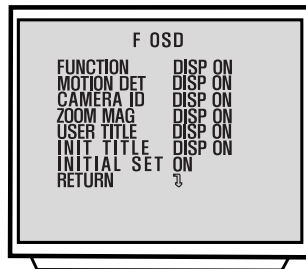 F OSD
FUNCTION DISP ON
MOTION DET DISP ON
CAMERA ID DISP ON
ZOOM MAG DISP ON
USER TITLE DISP ON
INIT TITLE DISP ON
INITIAL SET ON
RETURN ↴